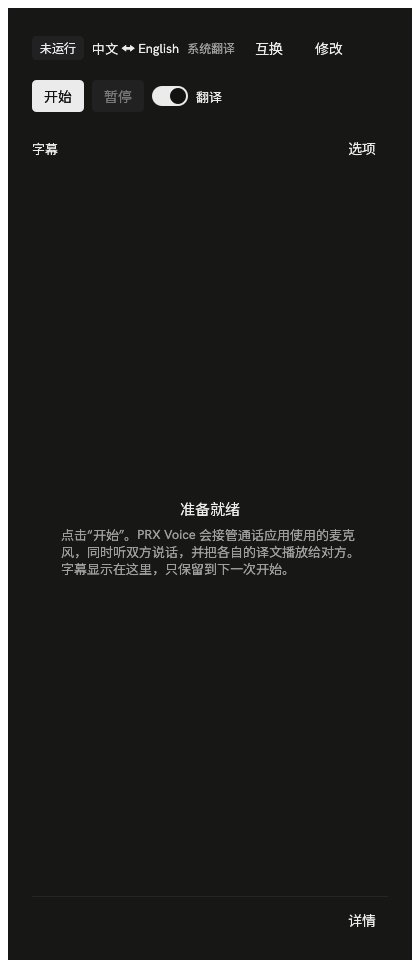 未运行 中文 ⬌ English 系统翻译 互换 修改
开始 暂停 翻译
字幕 选项
准备就绪
点击“开始”。PRX Voice 会接管通话应用使用的麦克
风，同时听双方说话，并把各自的译文播放给对方。
字幕显示在这里，只保留到下一次开始。
详情